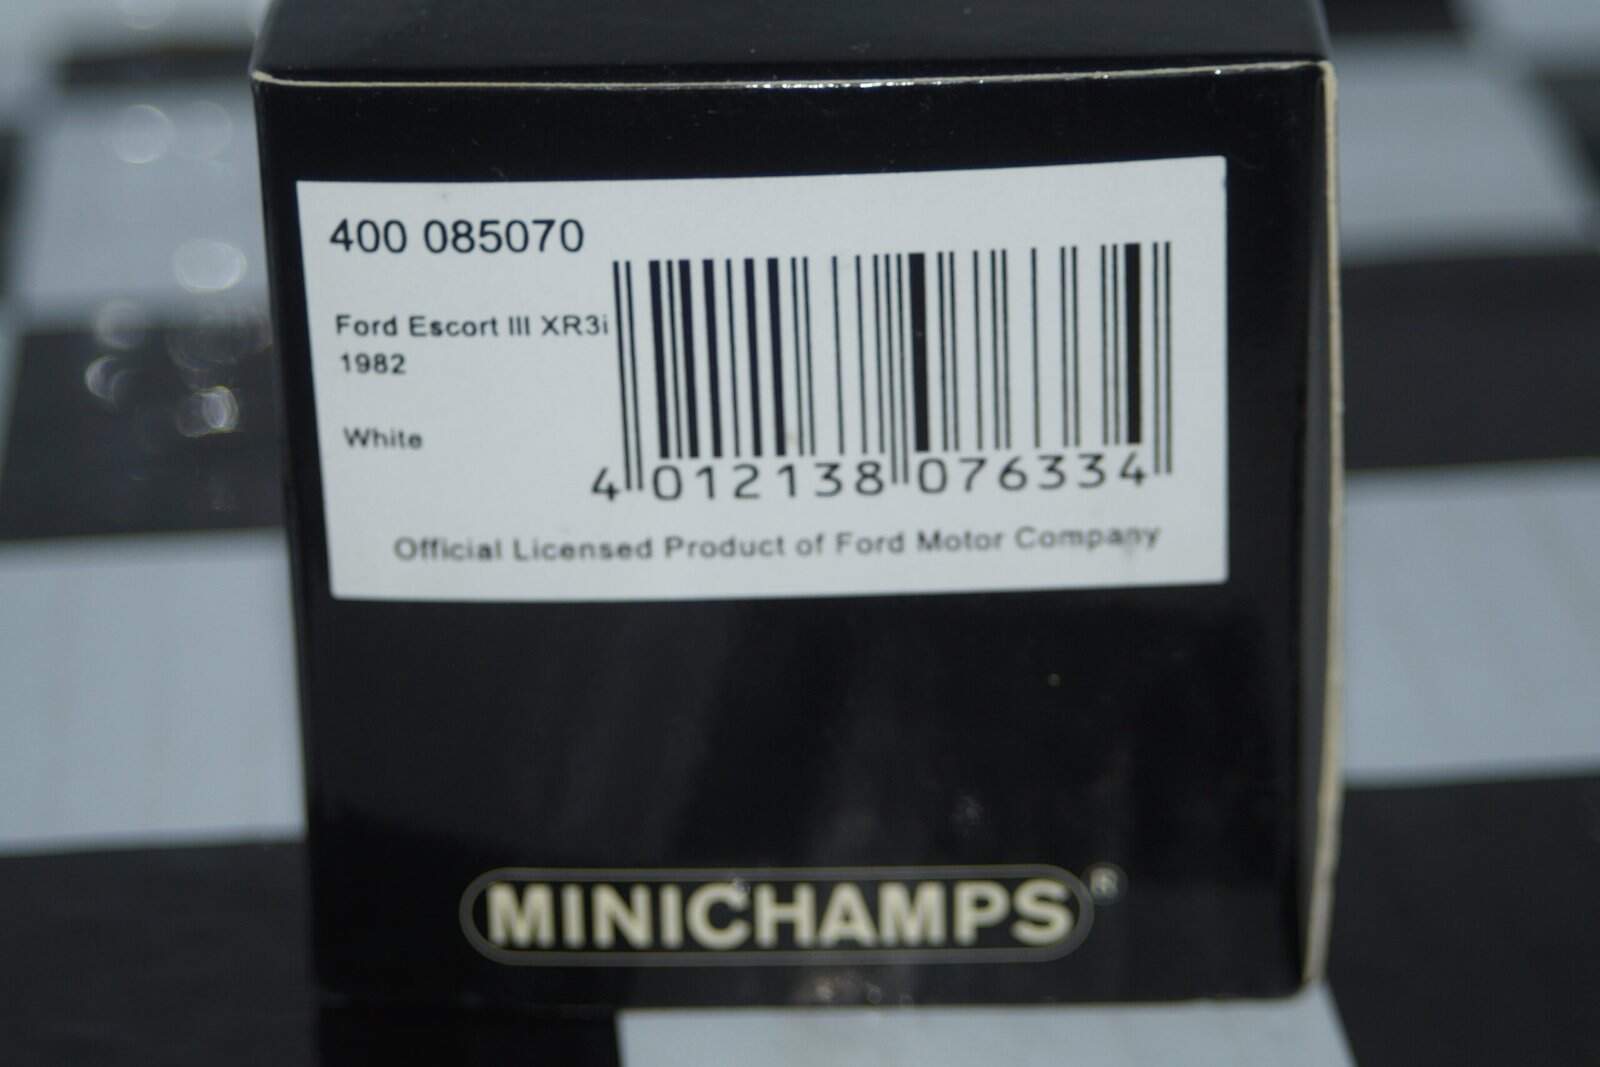 400 085070
Ford Escort III XR3i
1982
White
4 012138 076334
Official Licensed Product of Ford Motor Company
MINICHAMPS®